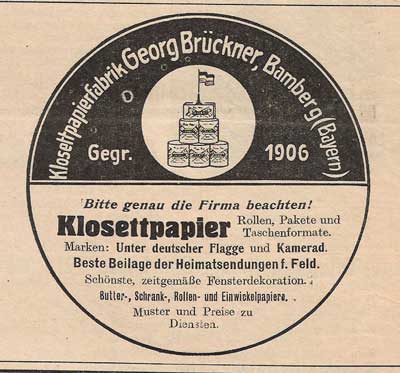 Klosettpapierfabrik Georg Brückner, Bamberg (Bayern)
Gegr. 1906
Bitte genau die Firma beachten!
Klosettpapier Rollen, Pakete und
Taschenformate.
Marken: Unter deutscher Flagge und Kamerad.
Beste Beilage der Heimatsendungen f. Feld.
Schönste, zeitgemäße Fensterdekoration.
Butter-, Schrank-, Rollen- und Einwickelpapiere.
Muster und Preise zu
Diensten.